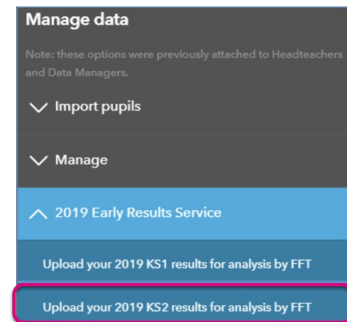 Manage data
Note: these options were previously attached to Headteachers
and Data Managers.
Import pupils
Manage
2019 Early Results Service
Upload your 2019 KS1 results for analysis by FFT
Upload your 2019 KS2 results for analysis by FFT